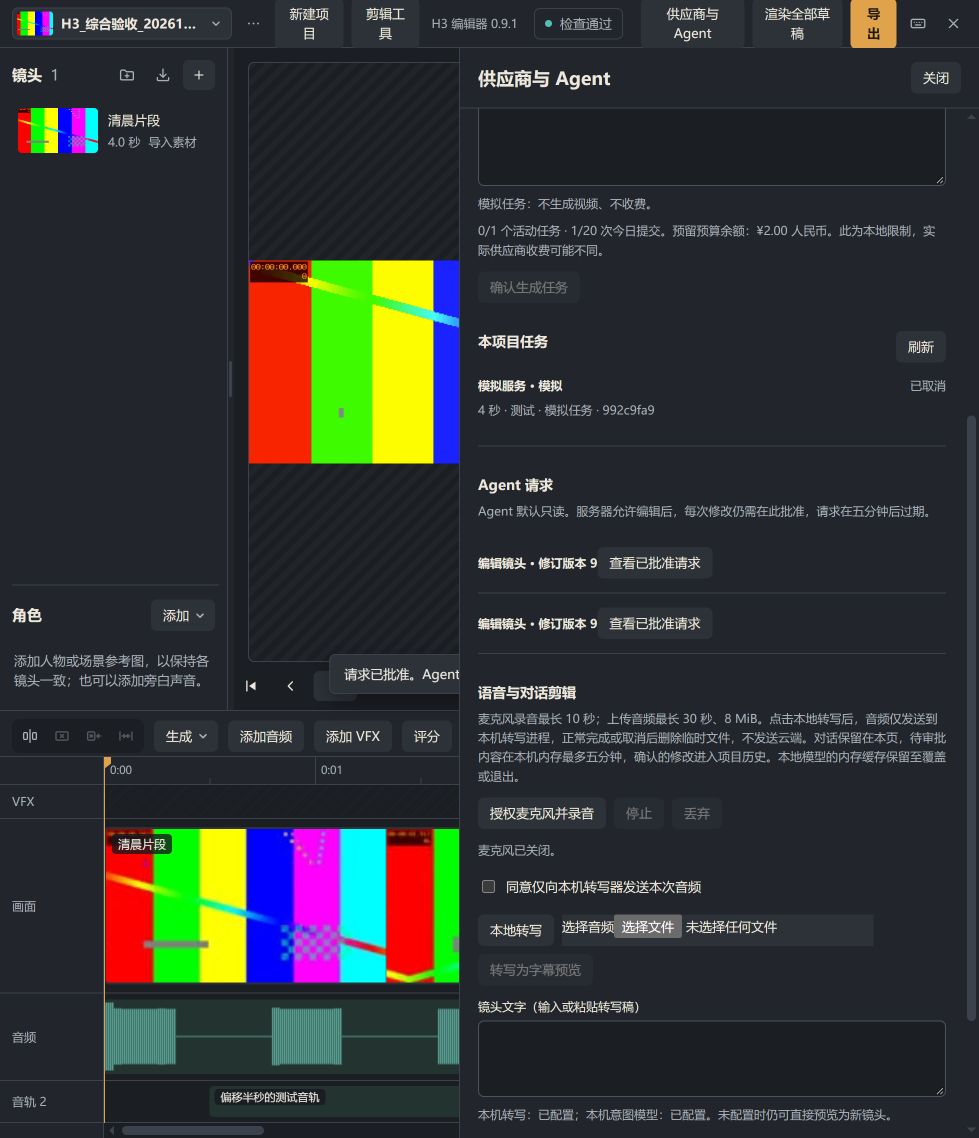 H3_综合验收_20261...
...
新建项目
剪辑工具
H3 编辑器 0.9.1
检查通过
供应商与 Agent
渲染全部草稿
导出
镜头 1
清晨片段
4.0 秒 导入素材
角色
添加
添加人物或场景参考图，以保持各
镜头一致；也可以添加旁白声音。
00:00:00.000
0
请求已批准。Agent
生成
添加音频
添加 VFX
评分
0:00
0:01
VFX
画面
清晨片段
音频
音轨 2
偏移半秒的测试音轨
供应商与 Agent
关闭
模拟任务：不生成视频、不收费。
0/1 个活动任务 · 1/20 次今日提交。预留预算余额：¥2.00 人民币。此为本地限制，实
际供应商收费可能不同。
确认生成任务
本项目任务
刷新
模拟服务 • 模拟
已取消
4 秒 · 测试 · 模拟任务 · 992c9fa9
Agent 请求
Agent 默认只读。服务器允许编辑后，每次修改仍需在此批准，请求在五分钟后过期。
编辑镜头 • 修订版本 9 查看已批准请求
编辑镜头 • 修订版本 9 查看已批准请求
语音与对话剪辑
麦克风录音最长 10 秒；上传音频最长 30 秒、8 MiB。点击本地转写后，音频仅发送到
本机转写进程，正常完成或取消后删除临时文件，不发送云端。对话保留在本页，待审批
内容在本机内存最多五分钟，确认的修改进入项目历史。本地模型的内存缓存保留至覆盖
或退出。
授权麦克风并录音
停止
丢弃
麦克风已关闭。
同意仅向本机转写器发送本次音频
本地转写
选择音频 选择文件 未选择任何文件
转写为字幕预览
镜头文字（输入或粘贴转写稿）
本机转写：已配置；本机意图模型：已配置。未配置时仍可直接预览为新镜头。